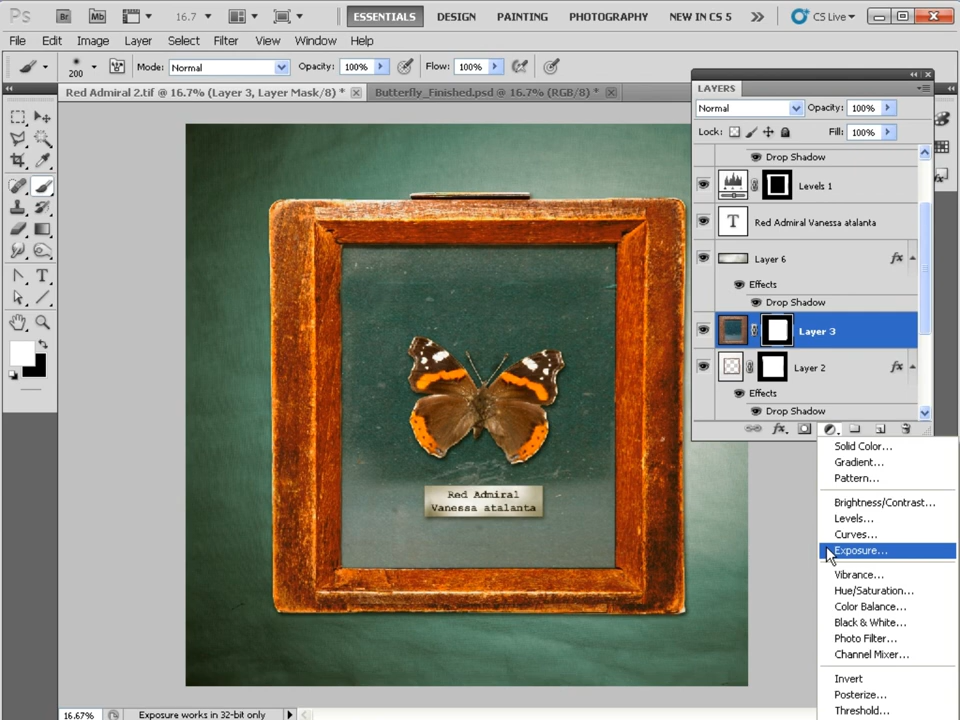 Ps Br Mb 16.7 ESSENTIALS DESIGN PAINTING PHOTOGRAPHY NEW IN CS 5 CS Live
File Edit Image Layer Select Filter View Window Help
200 Mode: Normal Opacity: 100% Flow: 100%
Red Admiral 2.tif @ 16.7% (Layer 3, Layer Mask/8) * Butterfly_Finished.psd @ 16.7% (RGB/8) *
LAYERS
Normal Opacity: 100%
Lock: Fill: 100%
Drop Shadow
Levels 1
T Red Admiral Vanessa atalanta
Layer 6 fx
Effects
Drop Shadow
Layer 3
Layer 2 fx
Effects
Drop Shadow
Red Admiral
Vanessa atalanta
Solid Color...
Gradient...
Pattern...
Brightness/Contrast...
Levels...
Curves...
Exposure...
Vibrance...
Hue/Saturation...
Color Balance...
Black & White...
Photo Filter...
Channel Mixer...
Invert
Posterize...
Threshold...
16.67% Exposure works in 32-bit only